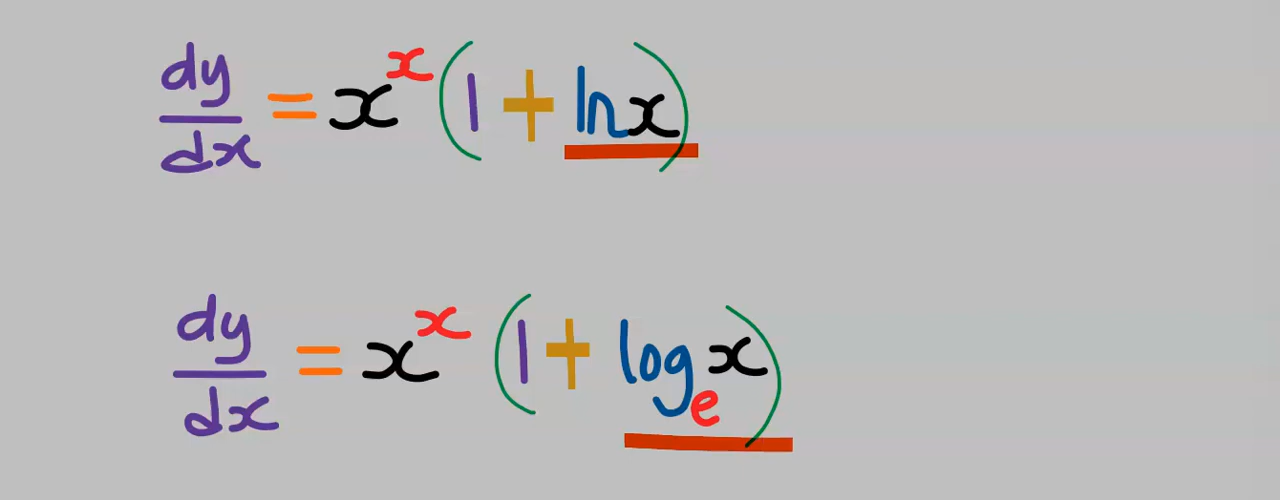 dy/dx = x^x (1 + ln x)
dy/dx = x^x (1 + log_e x)